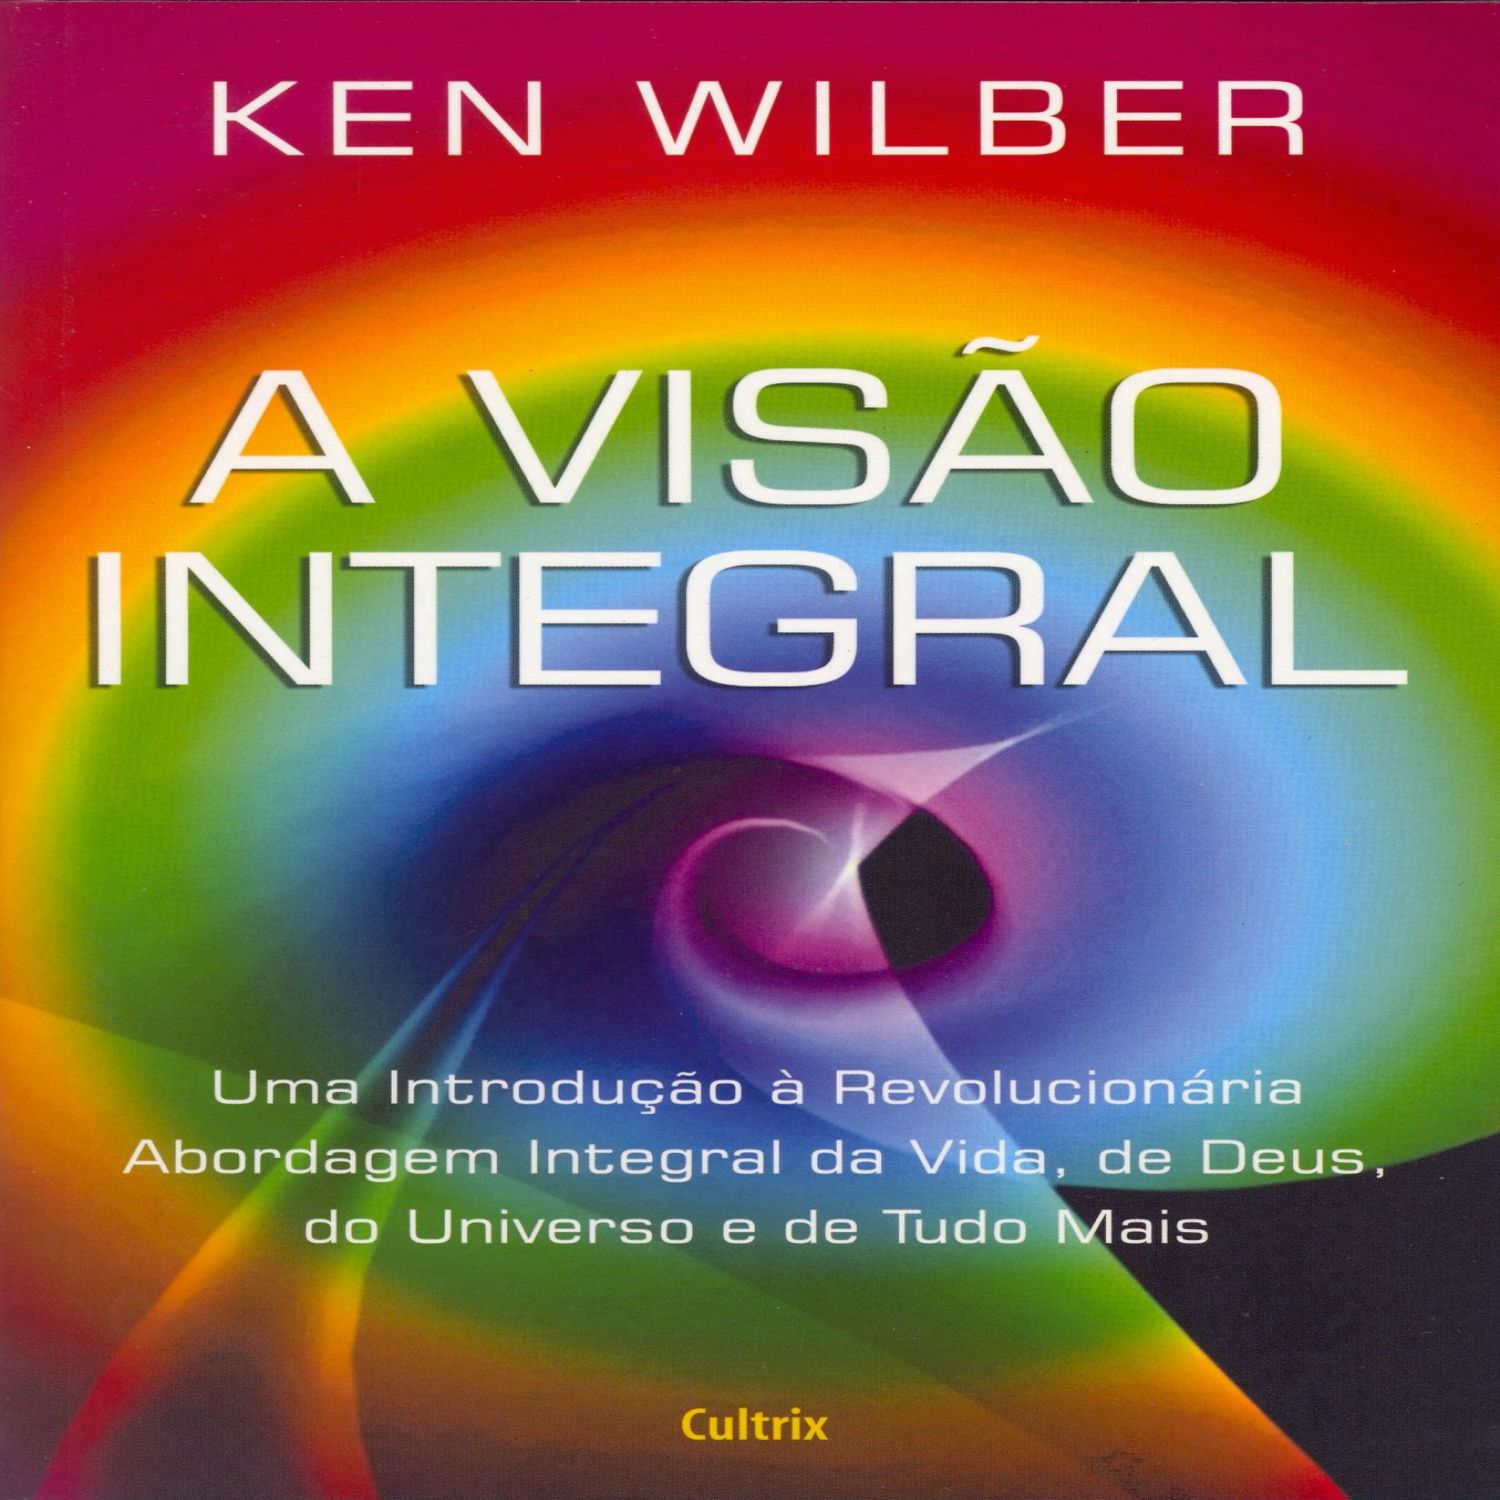 KEN WILBER
A VISÃO
INTEGRAL
Uma Introdução à Revolucionária
Abordagem Integral da Vida, de Deus,
do Universo e de Tudo Mais
Cultrix